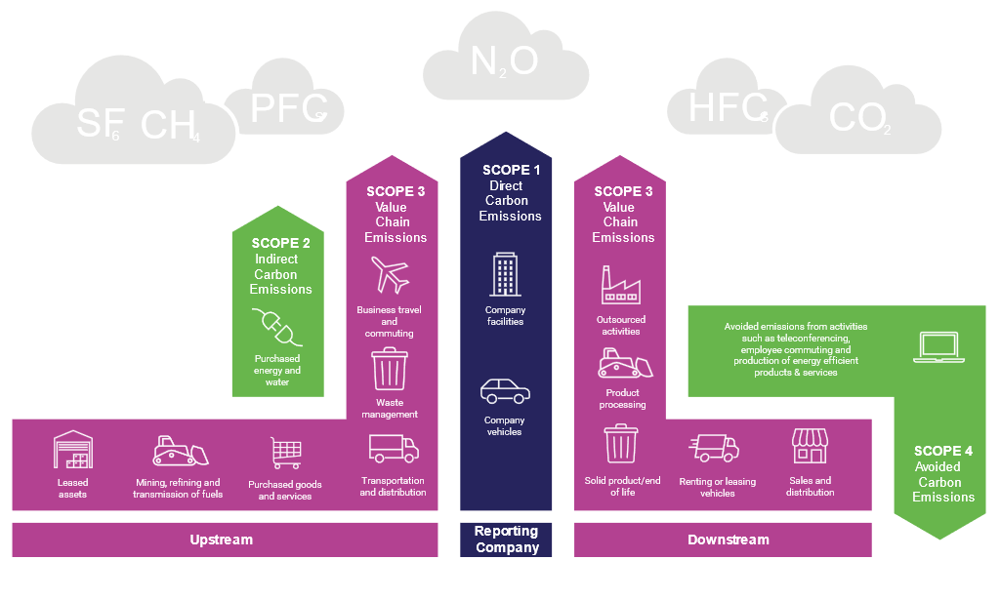 SF6 CH4
PFCs
N2O
HFCs
CO2
SCOPE 2
Indirect
Carbon
Emissions
Purchased
energy and
water
SCOPE 3
Value
Chain
Emissions
Business travel
and
commuting
Waste
management
Leased
assets
Mining, refining and
transmission of fuels
Purchased goods
and services
Transportation
and distribution
SCOPE 1
Direct
Carbon
Emissions
Company
facilities
Company
vehicles
SCOPE 3
Value
Chain
Emissions
Outsourced
activities
Product
processing
Solid product/end
of life
Renting or leasing
vehicles
Sales and
distribution
Avoided emissions from activities
such as teleconferencing,
employee commuting and
production of energy efficient
products & services
SCOPE 4
Avoided
Carbon
Emissions
Upstream
Reporting
Company
Downstream